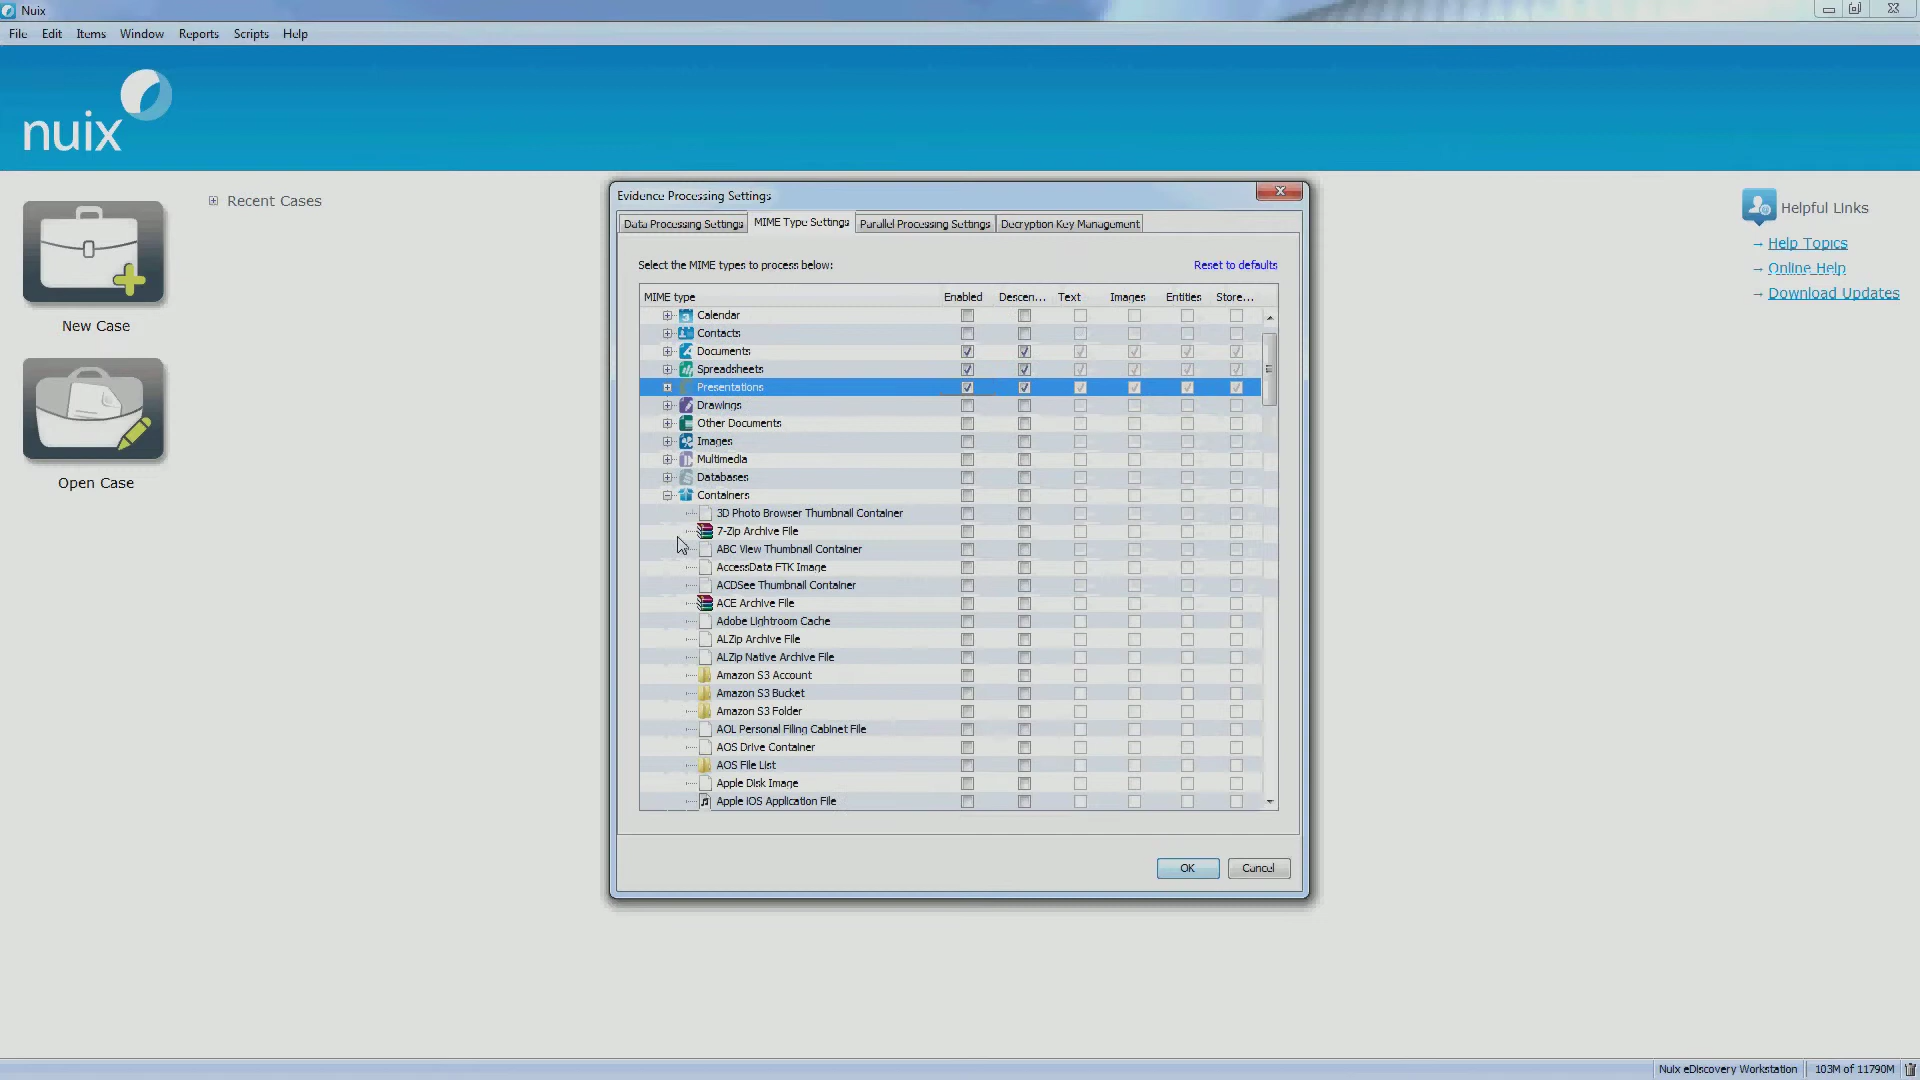 Nuix
File Edit Items Window Reports Scripts Help
nuix
Recent Cases
New Case
Open Case
Helpful Links
→ Help Topics
→ Online Help
→ Download Updates
Evidence Processing Settings
Data Processing Settings MIME Type Settings Parallel Processing Settings Decryption Key Management
Select the MIME types to process below: Reset to defaults
MIME type Enabled Descen... Text Images Entities Store...
Calendar
Contacts
Documents
Spreadsheets
Presentations
Drawings
Other Documents
Images
Multimedia
Databases
Containers
3D Photo Browser Thumbnail Container
7-Zip Archive File
ABC View Thumbnail Container
AccessData FTK Image
ACDSee Thumbnail Container
ACE Archive File
Adobe Lightroom Cache
ALZip Archive File
ALZip Native Archive File
Amazon S3 Account
Amazon S3 Bucket
Amazon S3 Folder
AOL Personal Filing Cabinet File
AOS Drive Container
AOS File List
Apple Disk Image
Apple iOS Application File
OK Cancel
Nuix eDiscovery Workstation 103M of 11790M